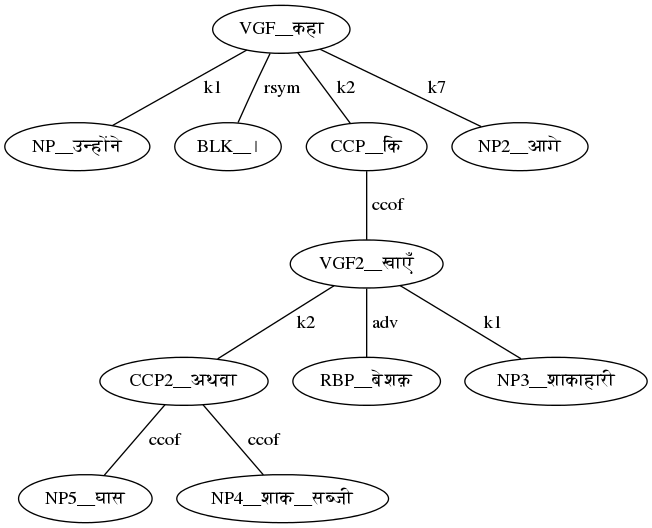 VGF__कहा
k1 rsym k2 k7
NP__उन्होंने BLK__। CCP__कि NP2__आगे
ccof
VGF2__खाएँ
k2 adv k1
CCP2__अथवा RBP__बेशक़ NP3__शाकाहारी
ccof ccof
NP5__घास NP4__शाक__सब्जी